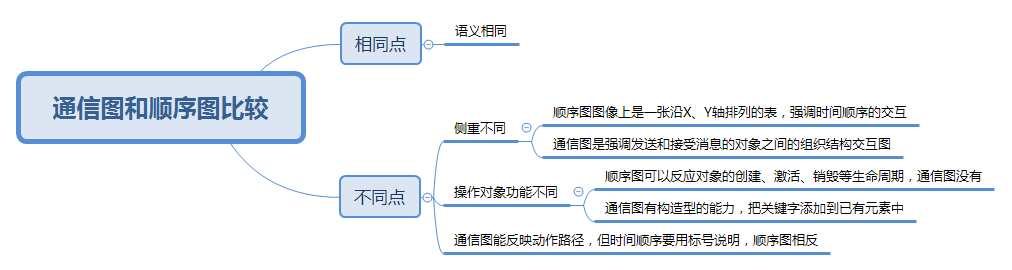 通信图和顺序图比较
相同点
语义相同
不同点
侧重不同
顺序图图像上是一张沿X、Y轴排列的表，强调时间顺序的交互
通信图是强调发送和接受消息的对象之间的组织结构交互图
操作对象功能不同
顺序图可以反应对象的创建、激活、销毁等生命周期，通信图没有
通信图有构造型的能力，把关键字添加到已有元素中
通信图能反映动作路径，但时间顺序要用标号说明，顺序图相反